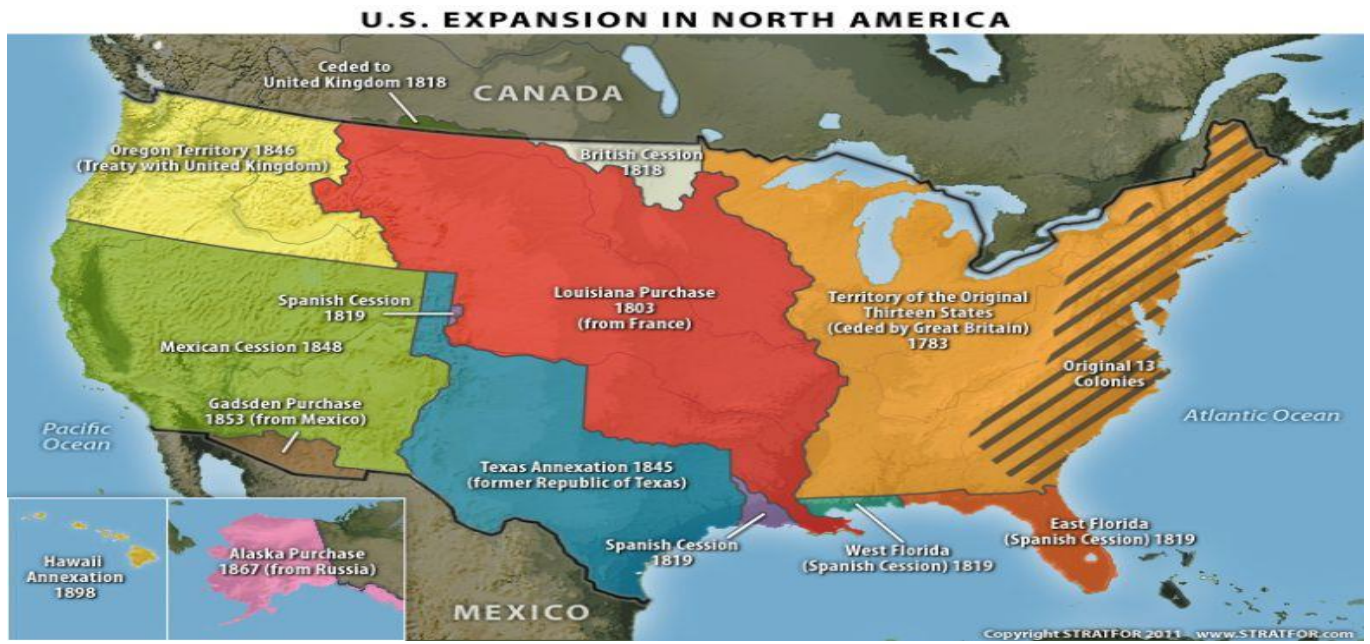 U.S. EXPANSION IN NORTH AMERICA
Ceded to
United Kingdom 1818
CANADA
Oregon Territory 1846
(Treaty with United Kingdom)
British Cession
1818
Spanish Cession
1819
Louisiana Purchase
1803
(from France)
Territory of the Original
Thirteen States
(Ceded by Great Britain)
1783
Mexican Cession 1848
Original 13
Colonies
Gadsden Purchase
1853 (from Mexico)
Pacific
Ocean
Atlantic Ocean
Texas Annexation 1845
(former Republic of Texas)
Spanish Cession
1819
West Florida
(Spanish Cession) 1819
East Florida
(Spanish Cession) 1819
Hawaii
Annexation
1898
Alaska Purchase
1867 (from Russia)
MEXICO
Copyright STRATFOR 2011 www.STRATFOR.com